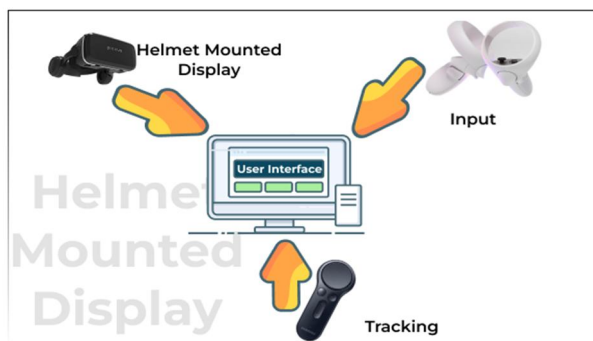 Helmet Mounted
Display
Input
User Interface
Helmet
Mounted
Display
Tracking